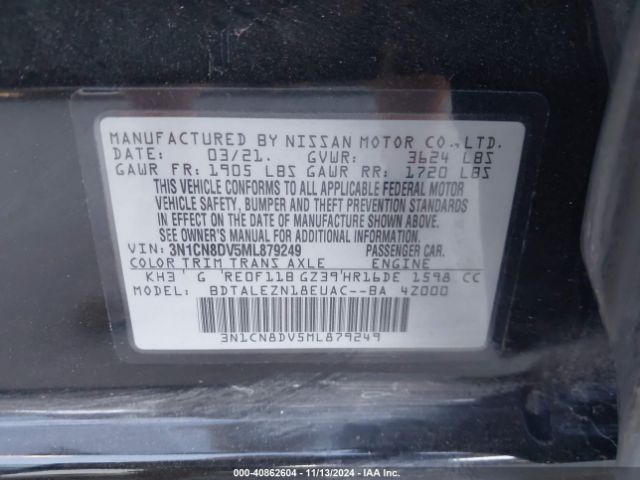 MANUFACTURED BY NISSAN MOTOR CO.,LTD.
DATE: 03/21. GVWR: 3624 LBS
GAWR FR: 1905 LBS GAWR RR: 1720 LBS
THIS VEHICLE CONFORMS TO ALL APPLICABLE FEDERAL MOTOR
VEHICLE SAFETY, BUMPER AND THEFT PREVENTION STANDARDS
IN EFFECT ON THE DATE OF MANUFACTURE SHOWN ABOVE.
SEE OWNER'S MANUAL FOR ADDITIONAL INFORMATION.
VIN: 3N1CN8DV5ML879249 PASSENGER CAR.
COLOR TRIM TRANS AXLE ENGINE
KH3' G 'RE0F11B GZ39'HR16DE 1598 CC
MODEL: BDTALEZN18EUAC--BA 4Z000
3N1CN8DV5ML879249
000-40862604 - 11/13/2024 - IAA Inc.